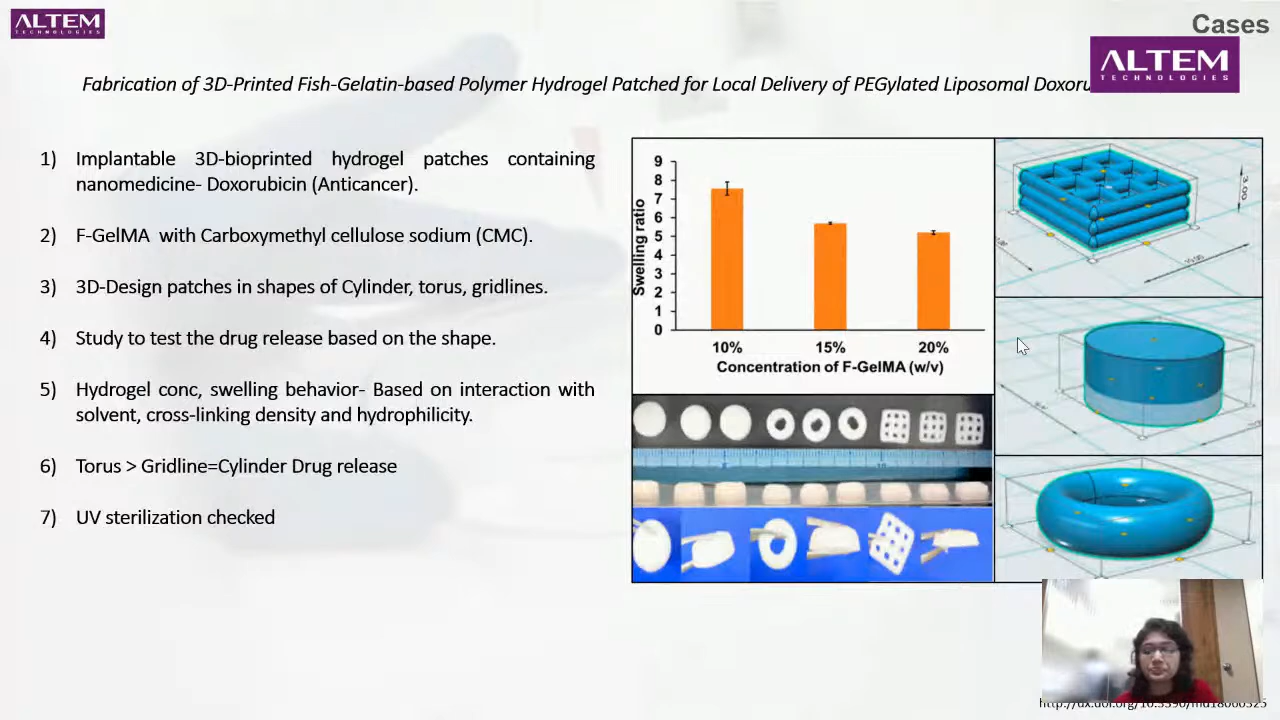 ALTEM
TECHNOLOGIES
Cases
ALTEM
TECHNOLOGIES
Fabrication of 3D-Printed Fish-Gelatin-based Polymer Hydrogel Patched for Local Delivery of PEGylated Liposomal
1) Implantable 3D-bioprinted hydrogel patches containing
nanomedicine- Doxorubicin (Anticancer).
2) F-GelMA with Carboxymethyl cellulose sodium (CMC).
3) 3D-Design patches in shapes of Cylinder, torus, gridlines.
4) Study to test the drug release based on the shape.
5) Hydrogel conc, swelling behavior- Based on interaction with
solvent, cross-linking density and hydrophilicity.
6) Torus > Gridline=Cylinder Drug release
7) UV sterilization checked
Swelling ratio
9
8
7
6
5
4
3
2
1
0
10% 15% 20%
Concentration of F-GelMA (w/v)
3.00